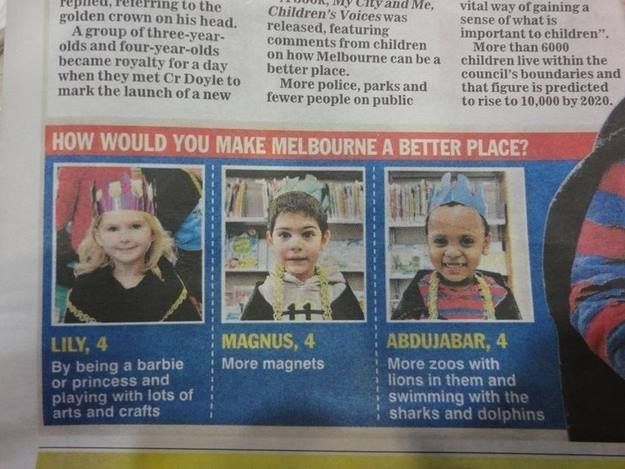 replied, referring to the
golden crown on his head.
A group of three-year-
olds and four-year-olds
became royalty for a day
when they met Cr Doyle to
mark the launch of a new
book, My City and Me,
Children's Voices was
released, featuring
comments from children
on how Melbourne can be a
better place.
More police, parks and
fewer people on public
vital way of gaining a
sense of what is
important to children”.
More than 6000
children live within the
council's boundaries and
that figure is predicted
to rise to 10,000 by 2020.
HOW WOULD YOU MAKE MELBOURNE A BETTER PLACE?
LILY, 4
By being a barbie
or princess and
playing with lots of
arts and crafts
MAGNUS, 4
More magnets
ABDUJABAR, 4
More zoos with
lions in them and
swimming with the
sharks and dolphins